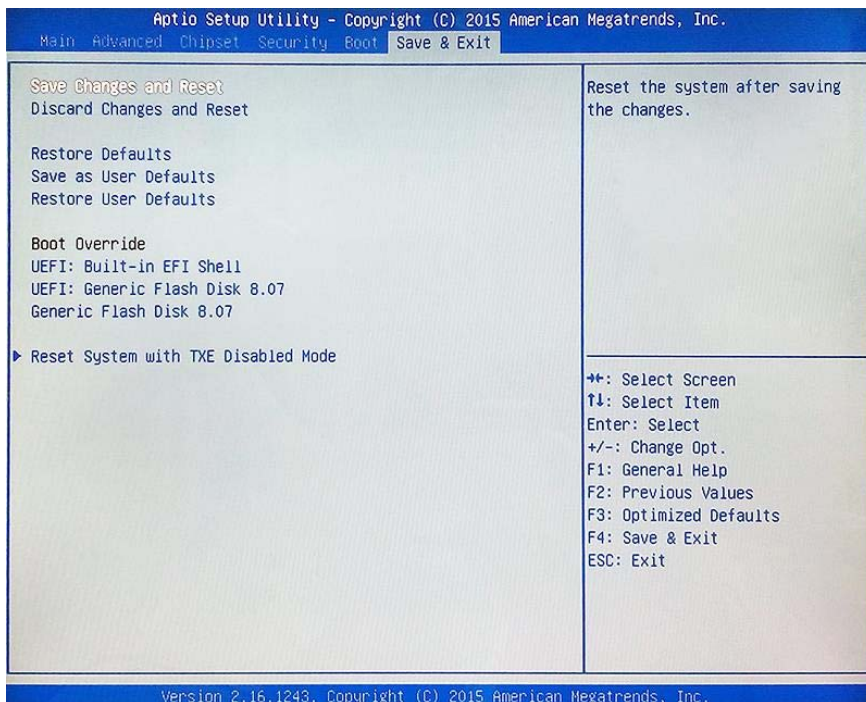 Aptio Setup Utility – Copyright (C) 2015 American Megatrends, Inc.
Main Advanced Chipset Security Boot Save & Exit
Save Changes and Reset
Discard Changes and Reset
Restore Defaults
Save as User Defaults
Restore User Defaults
Boot Override
UEFI: Built-in EFI Shell
UEFI: Generic Flash Disk 8.07
Generic Flash Disk 8.07
Reset System with TXE Disabled Mode
Reset the system after saving
the changes.
→←: Select Screen
↑↓: Select Item
Enter: Select
+/-: Change Opt.
F1: General Help
F2: Previous Values
F3: Optimized Defaults
F4: Save & Exit
ESC: Exit
Version 2.16.1243. Copyright (C) 2015 American Megatrends, Inc.